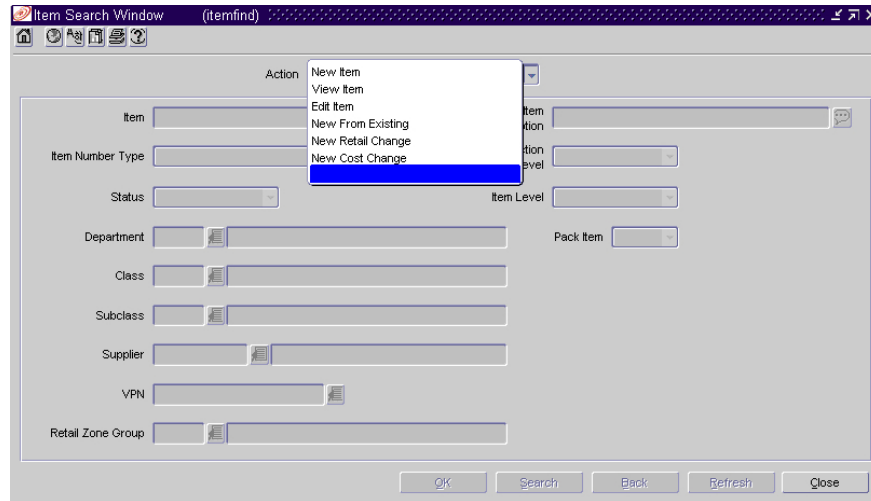 Item Search Window (itemfind)
Action
New Item
View Item
Edit Item
New From Existing
New Retail Change
New Cost Change
Item
Item
Item Number Type
Status
Item Level
Department
Pack Item
Class
Subclass
Supplier
VPN
Retail Zone Group
OK Search Back Refresh Close